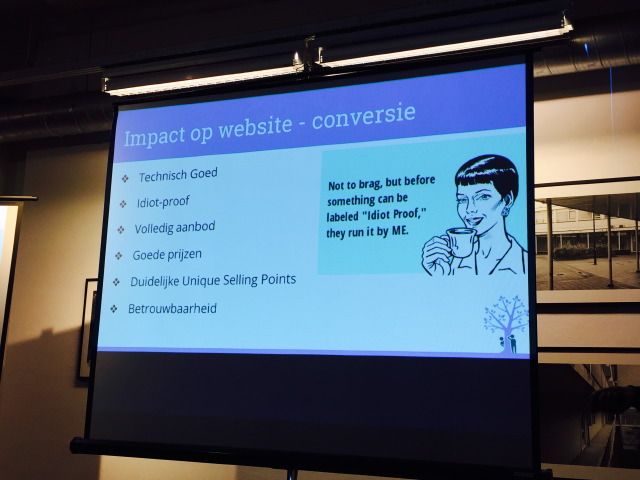 Impact op website - conversie
Technisch Goed
Idiot-proof
Volledig aanbod
Goede prijzen
Duidelijke Unique Selling Points
Betrouwbaarheid
Not to brag, but before
something can be
labeled "Idiot Proof,"
they run it by ME.